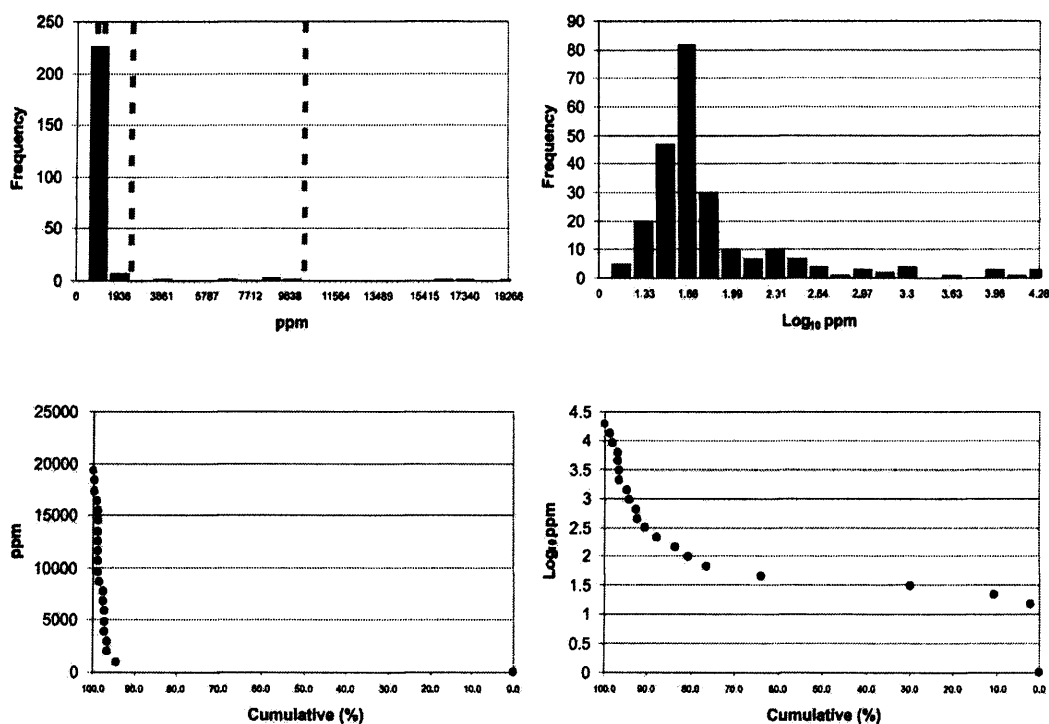 250
200
150
100
50
0
Frequency
0 1936 3861 5787 7712 9638 11564 13489 15415 17340 19266
ppm
90
80
70
60
50
40
30
20
10
0
Frequency
0 1.33 1.66 1.99 2.31 2.64 2.97 3.3 3.63 3.96 4.28
Log₁₀ ppm
25000
20000
15000
10000
5000
0
ppm
100.0 90.0 80.0 70.0 60.0 50.0 40.0 30.0 20.0 10.0 0.0
Cumulative (%)
4.5
4
3.5
3
2.5
2
1.5
1
0.5
0
Log₁₀ ppm
100.0 90.0 80.0 70.0 60.0 50.0 40.0 30.0 20.0 10.0 0.0
Cumulative (%)